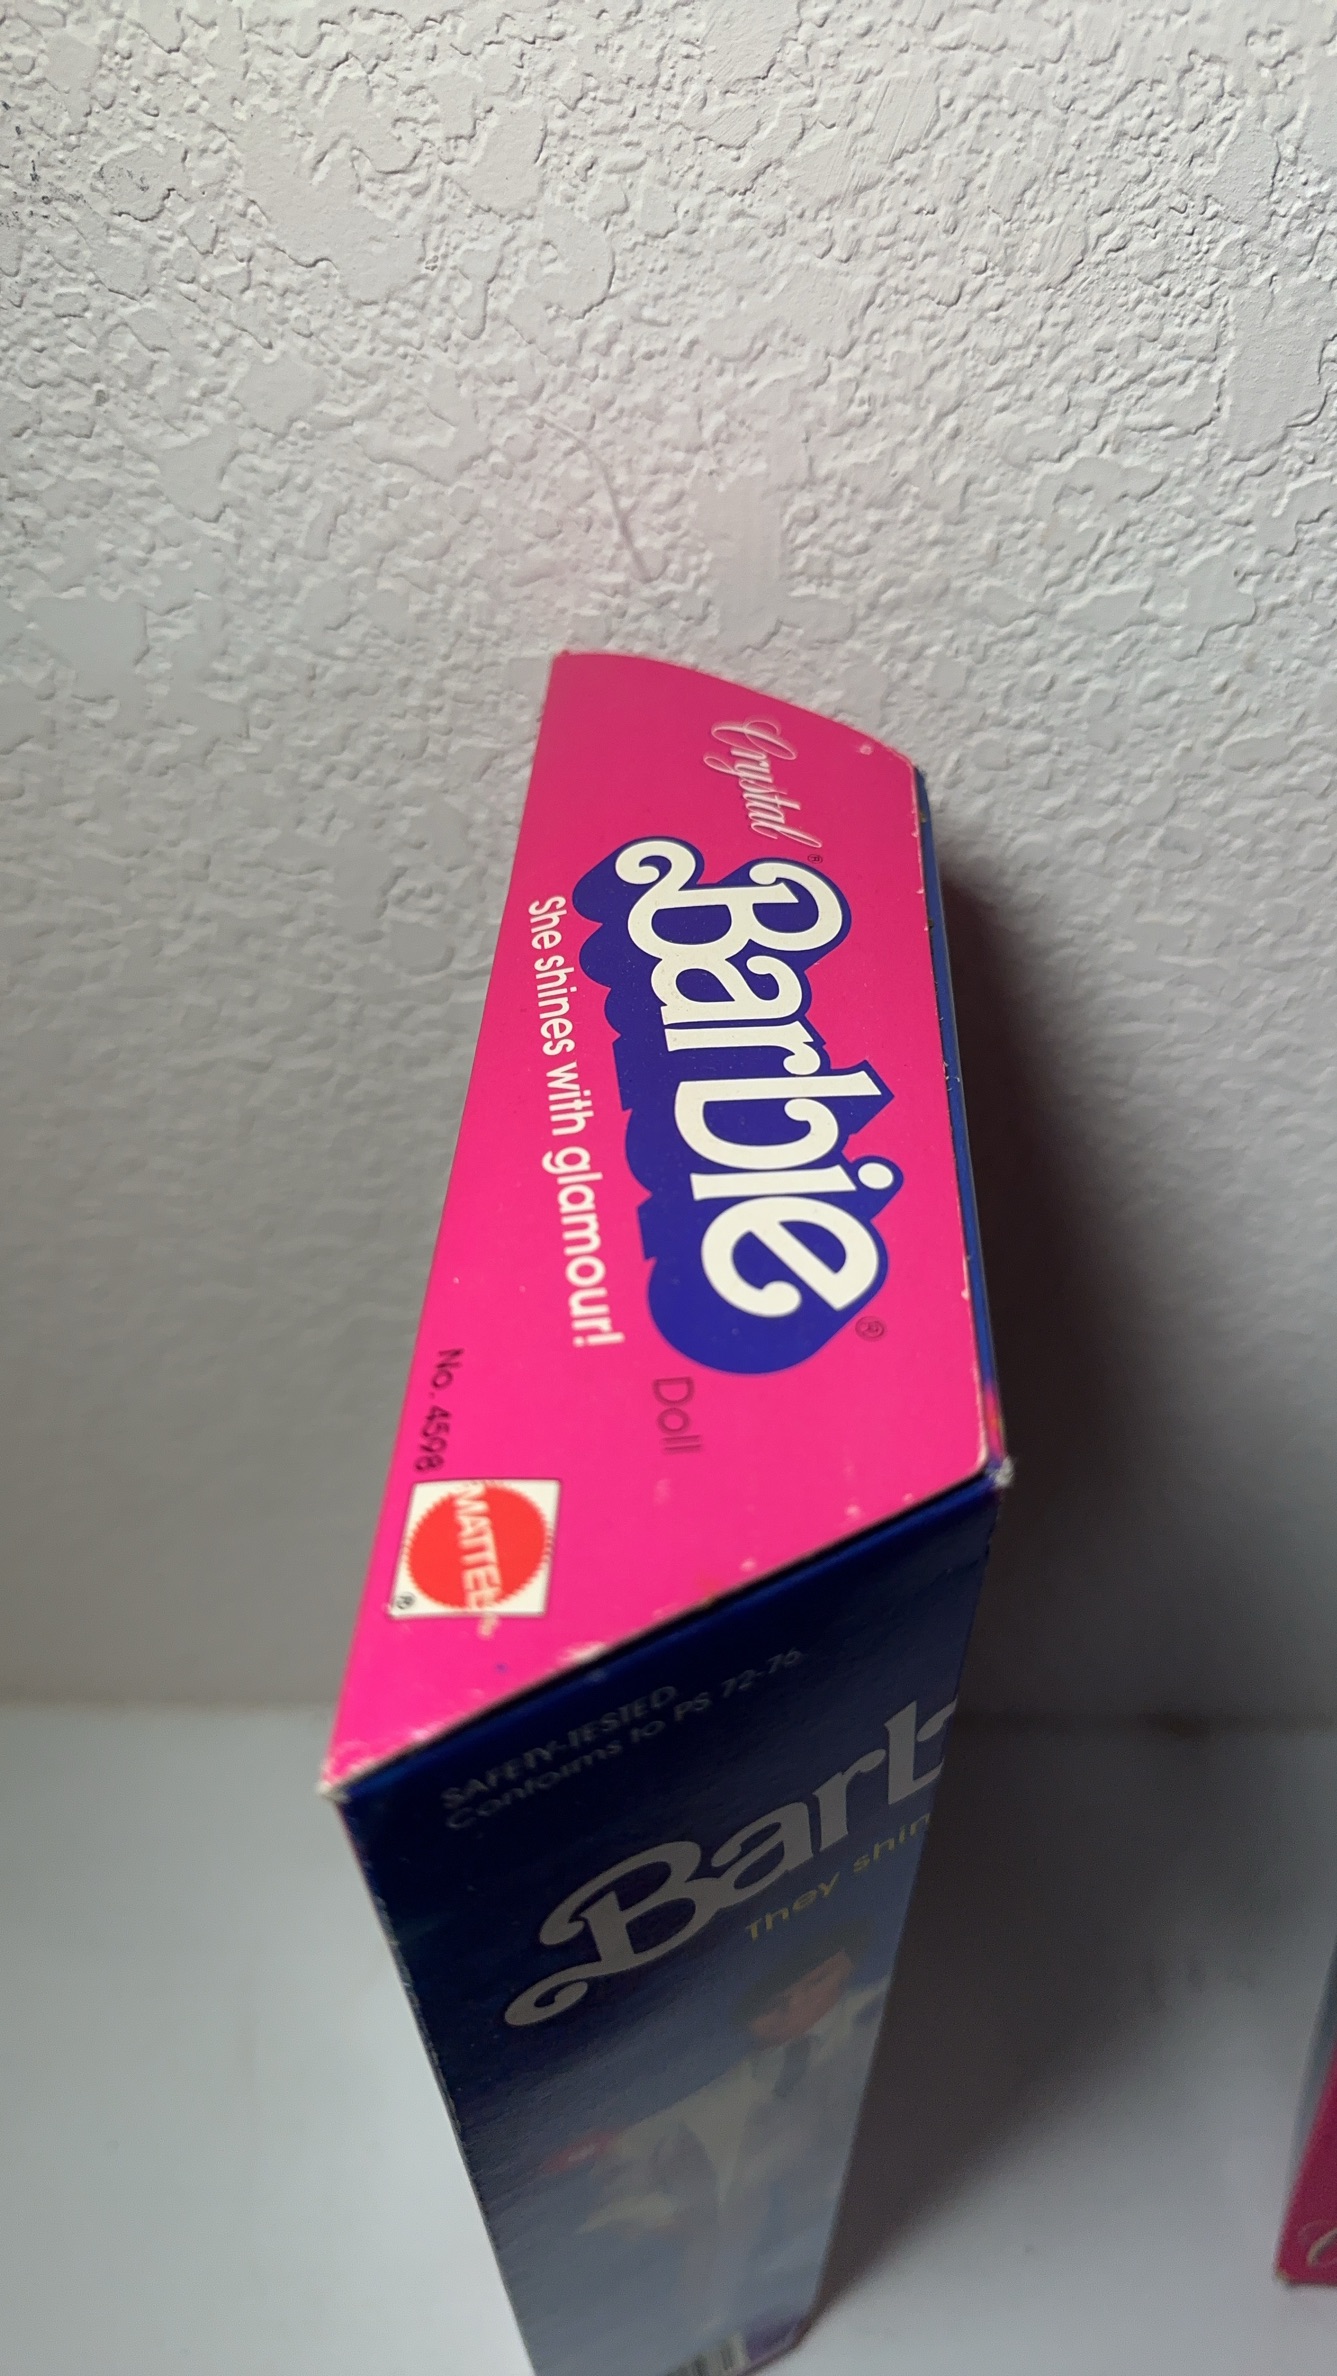 Crystal
Barbie®
Doll
She shines with glamour!
No. 4598
MATTEL
®
SAFETY-TESTED
Conforms to PS 72-76
Barb
They shin